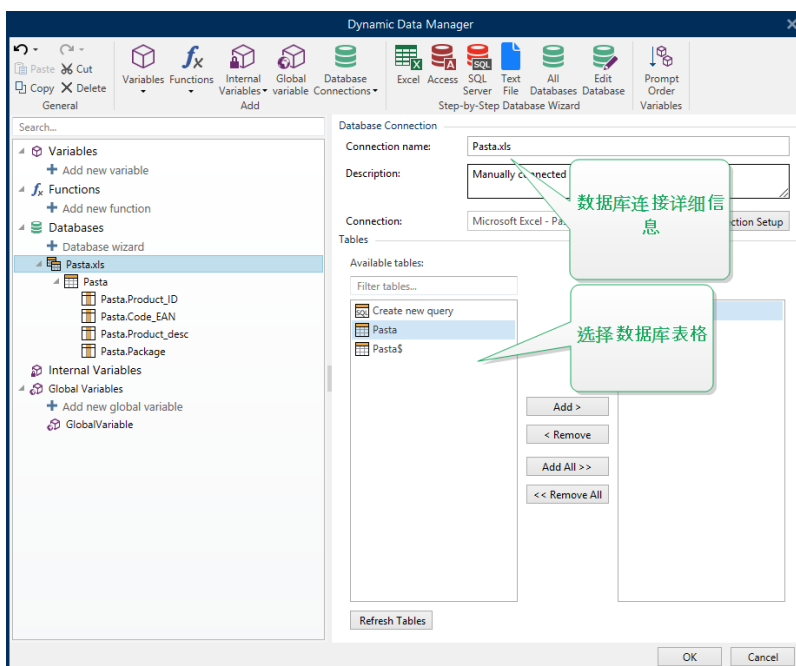 Dynamic Data Manager
Paste Cut
Copy Delete
General
Variables Functions Internal Variables Global variable Database Connections
Add
Excel Access SQL Server Text File All Databases Edit Database
Step-by-Step Database Wizard
Prompt Order
Variables
Search...
Variables
Add new variable
Functions
Add new function
Databases
Database wizard
Pasta.xls
Pasta
Pasta.Product_ID
Pasta.Code_EAN
Pasta.Product_desc
Pasta.Package
Internal Variables
Global Variables
Add new global variable
GlobalVariable
Database Connection
Connection name: Pasta.xls
Description: Manually connected
Connection: Microsoft Excel - Pa
ction Setup
数据库连接详细信
息
Tables
Available tables:
Filter tables...
SQL Create new query
Pasta
Pasta$
选择数据库表格
Add >
< Remove
Add All >>
<< Remove All
Refresh Tables
OK Cancel